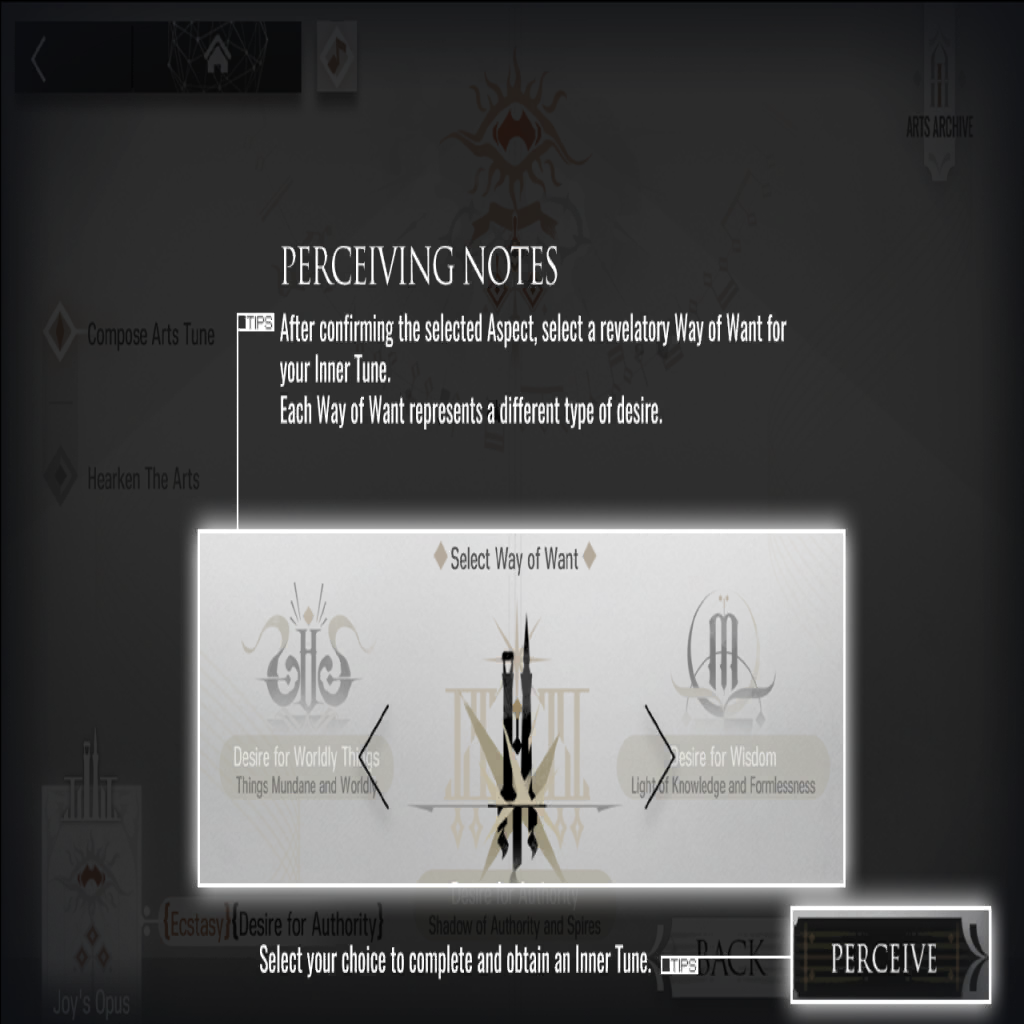 ARTS ARCHIVE
PERCEIVING NOTES
TIPS
After confirming the selected Aspect, select a revelatory Way of Want for
your Inner Tune.
Each Way of Want represents a different type of desire.
Compose Arts Tune
Hearken The Arts
Select Way of Want
Desire for Worldly Things
Things Mundane and Worldly
Desire for Wisdom
Light of Knowledge and Formlessness
Desire for Authority
Shadow of Authority and Spires
{Ecstasy}{Desire for Authority}
Select your choice to complete and obtain an Inner Tune.
TIPS
BACK
PERCEIVE
Joy's Opus